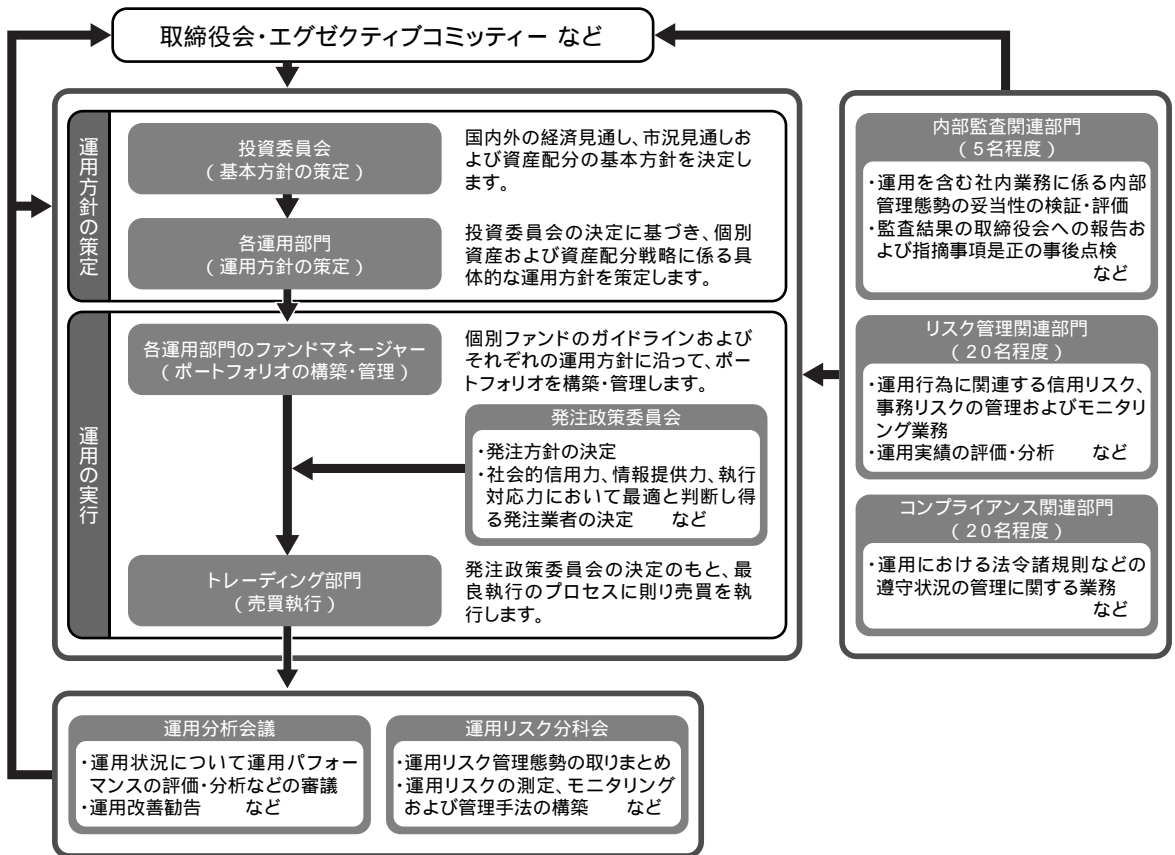 取締役会・エグゼクティブコミッティー など
運用方針の策定
投資委員会
(基本方針の策定)
国内外の経済見通し、市況見通しお
よび資産配分の基本方針を決定し
ます。
各運用部門
(運用方針の策定)
投資委員会の決定に基づき、個別
資産および資産配分戦略に係る具
体的な運用方針を策定します。
運用の実行
各運用部門のファンドマネージャー
(ポートフォリオの構築・管理)
個別ファンドのガイドラインおよび
それぞれの運用方針に沿って、ポー
トフォリオを構築・管理します。
発注政策委員会
・発注方針の決定
・社会的信用力、情報提供力、執行
対応力において最適と判断し得
る発注業者の決定 など
トレーディング部門
(売買執行)
発注政策委員会の決定のもと、最
良執行のプロセスに則り売買を執
行します。
内部監査関連部門
(5名程度)
・運用を含む社内業務に係る内部
管理態勢の妥当性の検証・評価
・監査結果の取締役会への報告お
よび指摘事項是正の事後点検
など
リスク管理関連部門
(20名程度)
・運用行為に関連する信用リスク、
事務リスクの管理およびモニタリ
ング業務
・運用実績の評価・分析 など
コンプライアンス関連部門
(20名程度)
・運用における法令諸規則などの
遵守状況の管理に関する業務
など
運用分析会議
・運用状況について運用パフォー
マンスの評価・分析などの審議
・運用改善勧告 など
運用リスク分科会
・運用リスク管理態勢の取りまとめ
・運用リスクの測定、モニタリング
および管理手法の構築 など